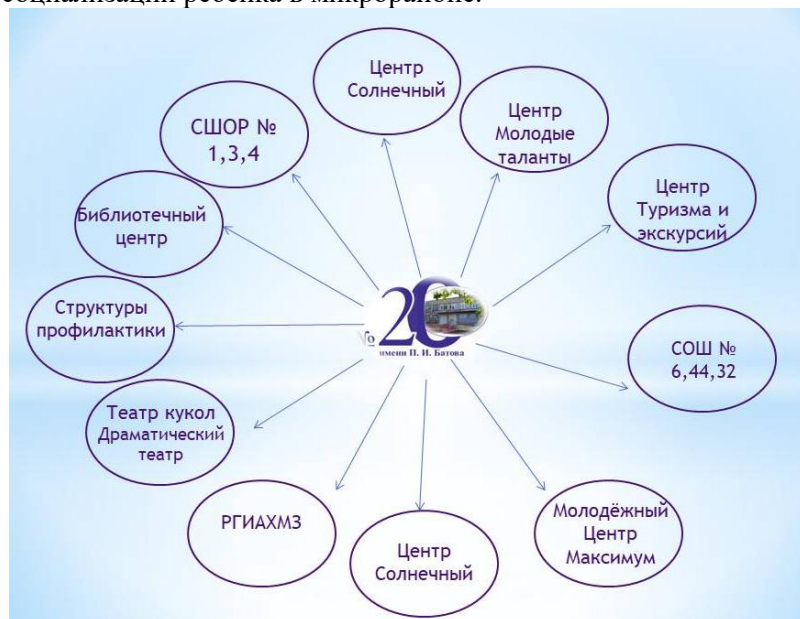 социализации ребенка в микрорайоне.
Центр
Солнечный
СШОР №
1,3,4
Центр
Молодые
таланты
Центр
Туризма и
экскурсий
Библиотечный
центр
Структуры
профилактики
№ 20
имени П. И. Батова
СОШ №
6,44,32
Театр кукол
Драматический
театр
РГИАХМЗ
Центр
Солнечный
Молодёжный
Центр
Максимум